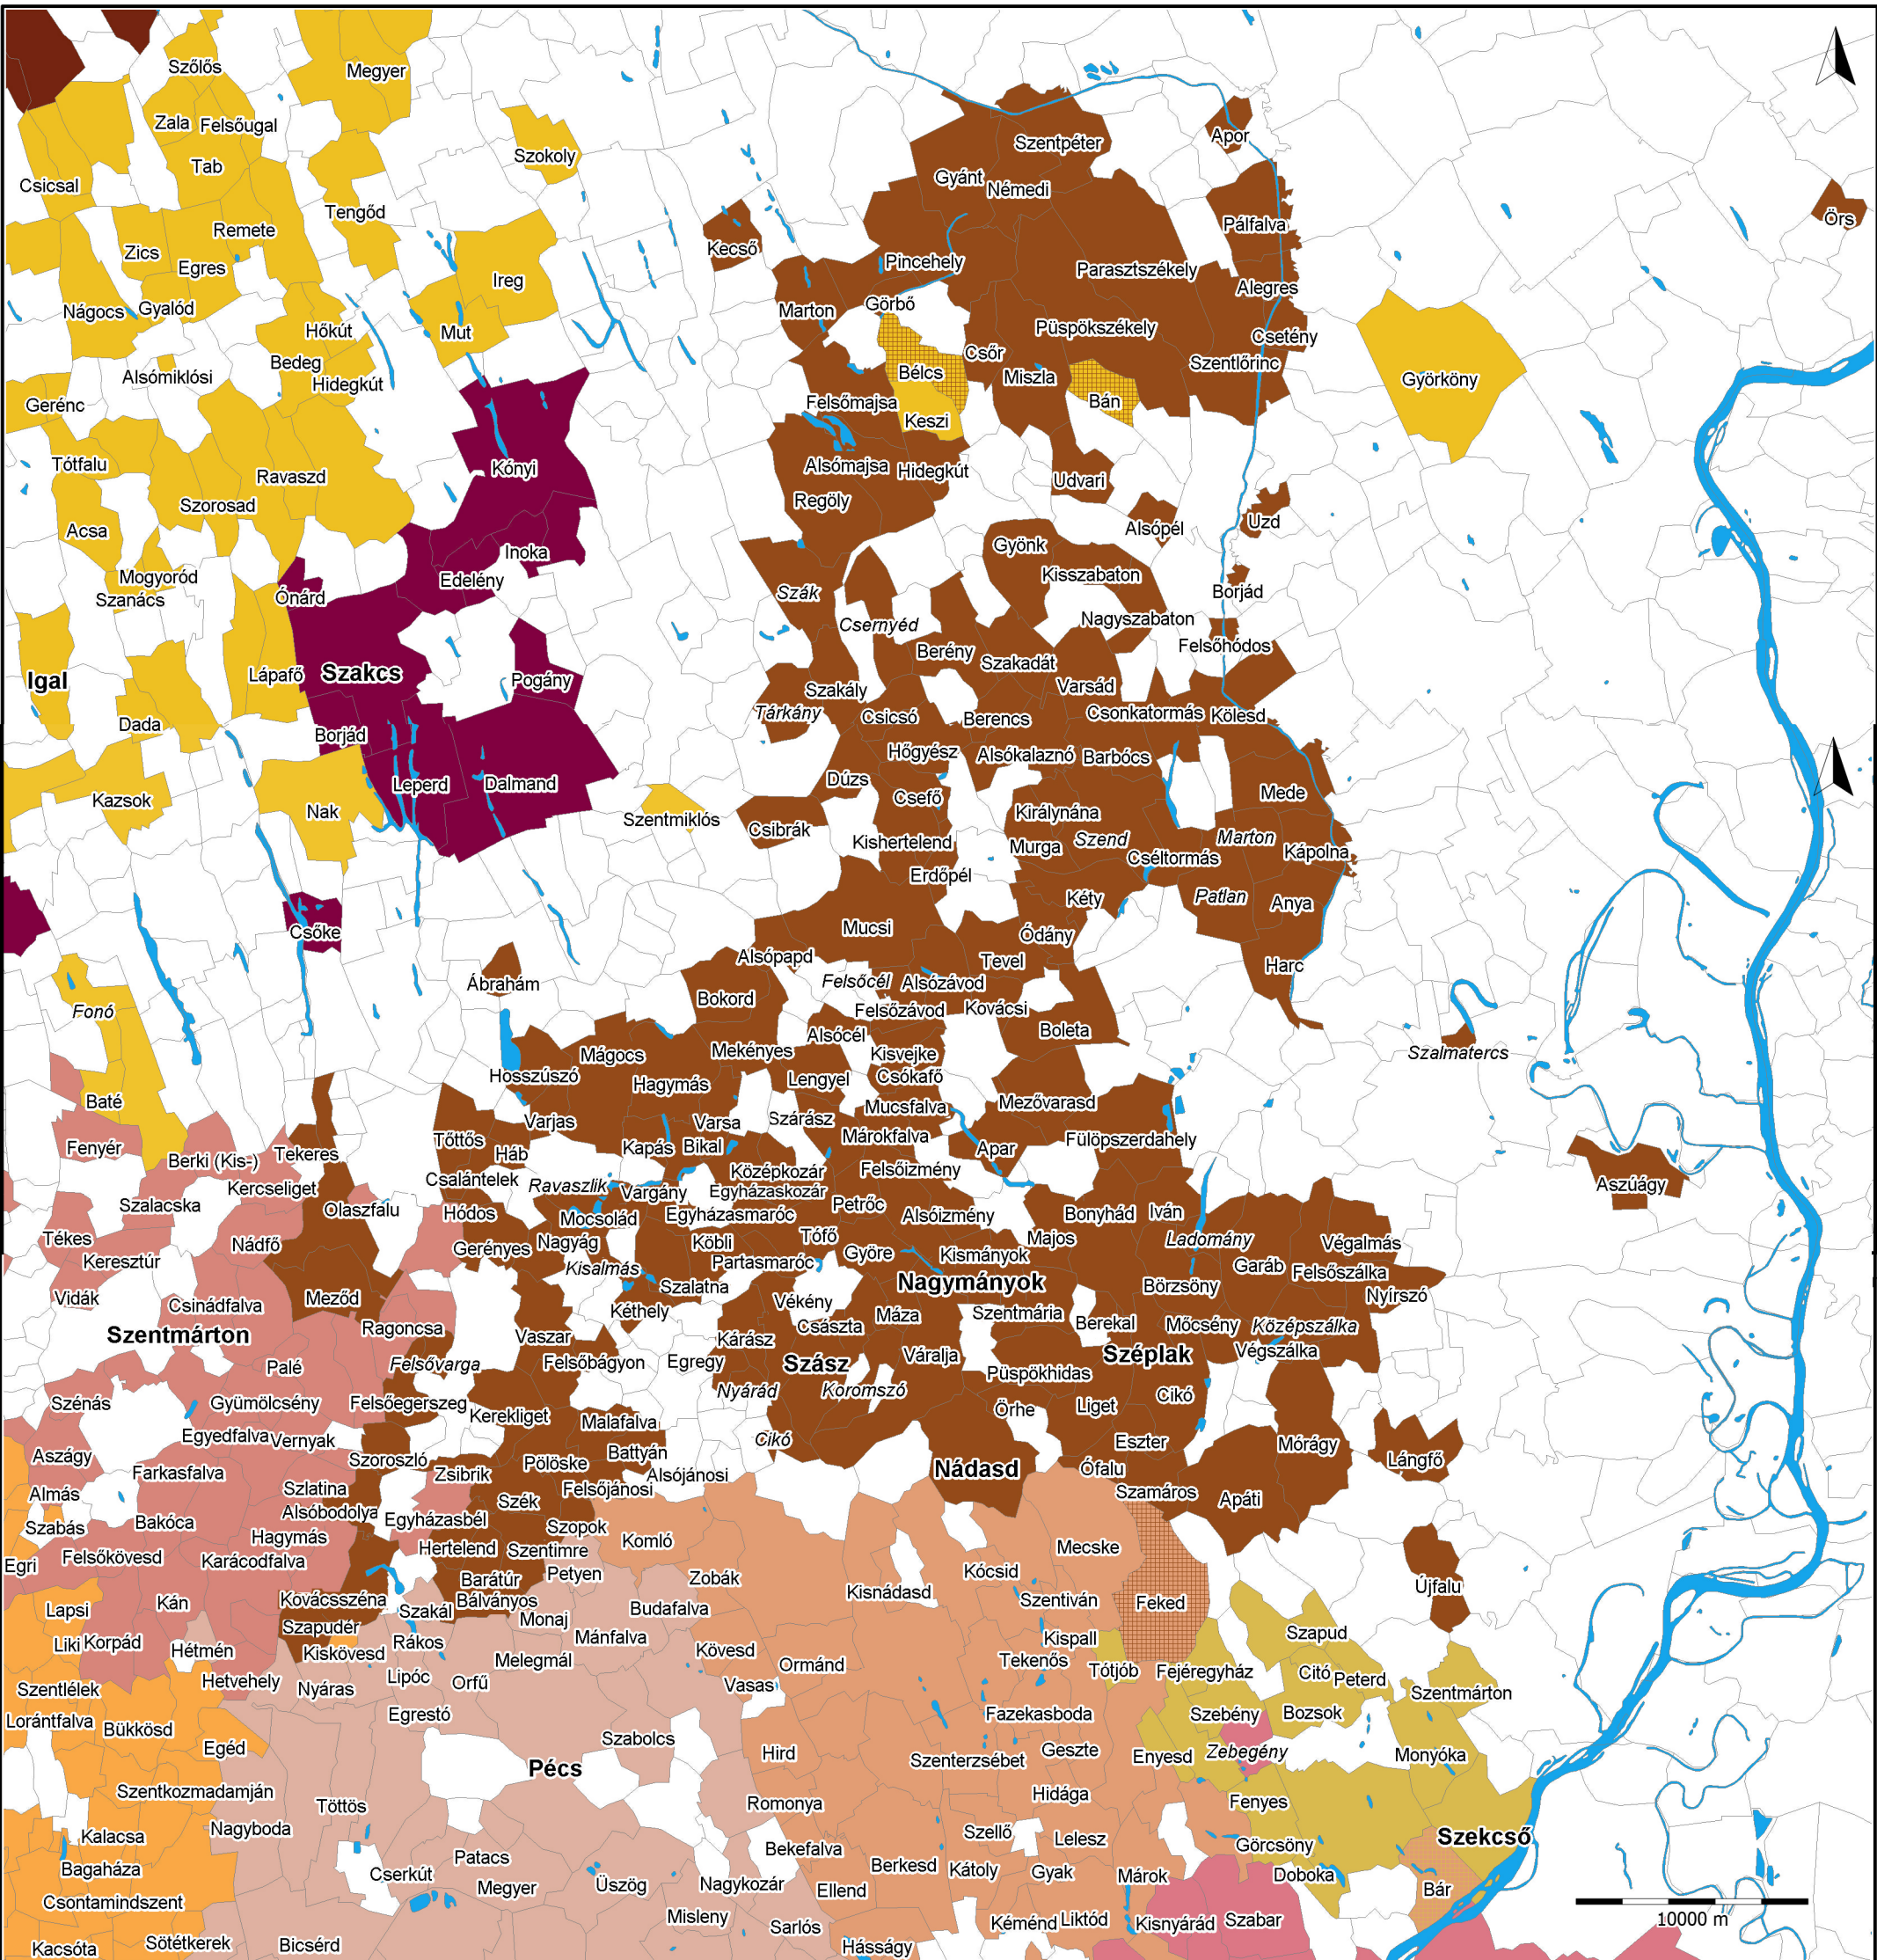 Szőlős
Megyer
Zala
Felsőugal
Tab
Csicsal
Szokoly
Szentpéter
Apor
Gyánt
Némedi
Tengőd
Remete
Zics
Egres
Kecső
Pálfalva
Örs
Ireg
Pincehely
Parasztszékely
Alegres
Nágocs
Gyalód
Hőkút
Mut
Marton
Görbő
Püspökszékely
Csetény
Alsómiklósi
Bedeg
Hidegkút
Csőr
Bélcs
Miszla
Szentlőrinc
Györköny
Gerénc
Felsőmajsa
Keszi
Bán
Tótfalu
Ravaszd
Kónyi
Alsómajsa
Hidegkút
Udvari
Szorosad
Regöly
Acsa
Alsópél
Uzd
Inoka
Gyönk
Mogyoród
Edelény
Kisszabaton
Szanács
Ónárd
Szák
Borjád
Csernyéd
Nagyszabaton
Felsőhódos
Berény
Szakadát
Igal
Lápafő
Szakcs
Pogány
Szakály
Varsád
Tárkány
Csicsó
Berencs
Csonkatormás
Kölesd
Dada
Borjád
Hőgyész
Alsókalaznó
Barbócs
Leperd
Dalmand
Dúzs
Csefő
Mede
Kazsok
Nak
Szentmiklós
Csibrák
Királynána
Kishertelend
Murga
Szend
Marton
Cséltormás
Kápolna
Erdőpél
Kéty
Patlan
Anya
Csőke
Mucsi
Ódány
Alsópapd
Tevel
Harc
Ábrahám
Felsőcél
Alsózávod
Bokord
Fonó
Felsőzávod
Kovácsi
Boleta
Alsócél
Mágocs
Mekényes
Kisvejke
Szalmatercs
Hosszúszó
Hagymás
Lengyel
Csókafő
Baté
Mucsfalva
Mezővarasd
Varjas
Varsa
Szárász
Fenyér
Tekeres
Tőttős
Háb
Kapás
Bikal
Márokfalva
Apar
Fülöpszerdahely
Berki (Kis-)
Középkozár
Felsőizmény
Kercseliget
Csalántelek
Ravaszlik
Vargány
Egyházaskozár
Aszúágy
Szalacska
Olaszfalu
Hódos
Mocsolád
Egyházasmaróc
Petrőc
Alsóizmény
Bonyhád
Iván
Tékes
Nádfő
Gerényes
Nagyág
Köbli
Tófő
Majos
Ladomány
Végalmás
Keresztúr
Kisalmás
Partasmaróc
Györe
Kismányok
Garáb
Felsőszálka
Vidák
Csinádfalva
Meződ
Szalatna
Nagymányok
Börzsöny
Nyírszó
Kéthely
Vékény
Máza
Szentmária
Szentmárton
Ragoncsa
Vaszar
Kárász
Császta
Berekal
Mőcsény
Középszálka
Palé
Felsővarga
Felsőbágyon
Egregy
Szász
Váralja
Széplak
Végszálka
Szénás
Gyümölcsény
Felsőegerszeg
Nyárád
Koromszó
Püspökhidas
Cikó
Kerekliget
Malafalva
Örhe
Liget
Egyedfalva
Vernyak
Battyán
Cikó
Eszter
Mórágy
Aszágy
Szoroszló
Pölöske
Lángfő
Farkasfalva
Zsibrik
Alsójánosi
Nádasd
Ófalu
Almás
Szlatina
Felsőjánosi
Szamáros
Apáti
Szabás
Bakóca
Alsóbodolya
Egyházasbél
Szék
Szopok
Hagymás
Komló
Egri
Felsőkövesd
Karácodfalva
Hertelend
Szentimre
Mecske
Petyen
Zobák
Kócsid
Barátúr
Kisnádasd
Újfalu
Lapsi
Kán
Kovácsszéna
Szakál
Bálványos
Monaj
Budafalva
Szentiván
Feked
Szapudér
Liki
Korpád
Hétmén
Kiskövesd
Rákos
Mánfalva
Kövesd
Kispall
Szapud
Melegmál
Ormánd
Tekenős
Tótjób
Fejéregyház
Citó
Peterd
Szentlélek
Hetvehely
Nyáras
Lipóc
Orfű
Vasas
Szentmárton
Lorántfalva
Bükkösd
Egrestő
Fazekasboda
Szebény
Bozsok
Egéd
Szabolcs
Hird
Szenterzsébet
Geszte
Enyesd
Zebegény
Monyóka
Pécs
Szentkozmadamján
Töttös
Romonya
Hidága
Fenyes
Kalacsa
Nagyboda
Szellő
Lelesz
Görcsöny
Szekcső
Bekefalva
Bagaháza
Cserkút
Patacs
Berkesd
Kátoly
Gyak
Márok
Doboka
Megyer
Üszög
Nagykozár
Ellend
Bár
Csontamindszent
Misleny
Sarlós
Kéménd
Liktód
Kisnyárád
Szabar
10000 m
Kacsóta
Sötétkerek
Bicsérd
Hásságy